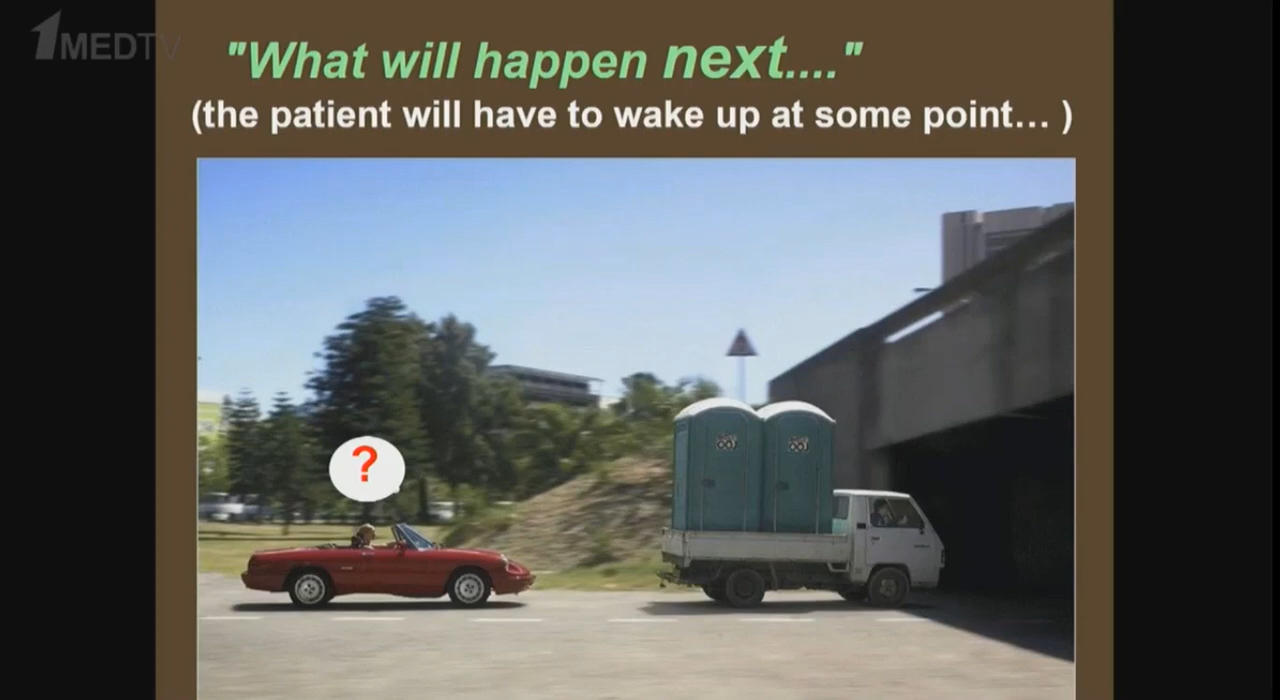 1MEDTV
"What will happen next...."
(the patient will have to wake up at some point... )
?